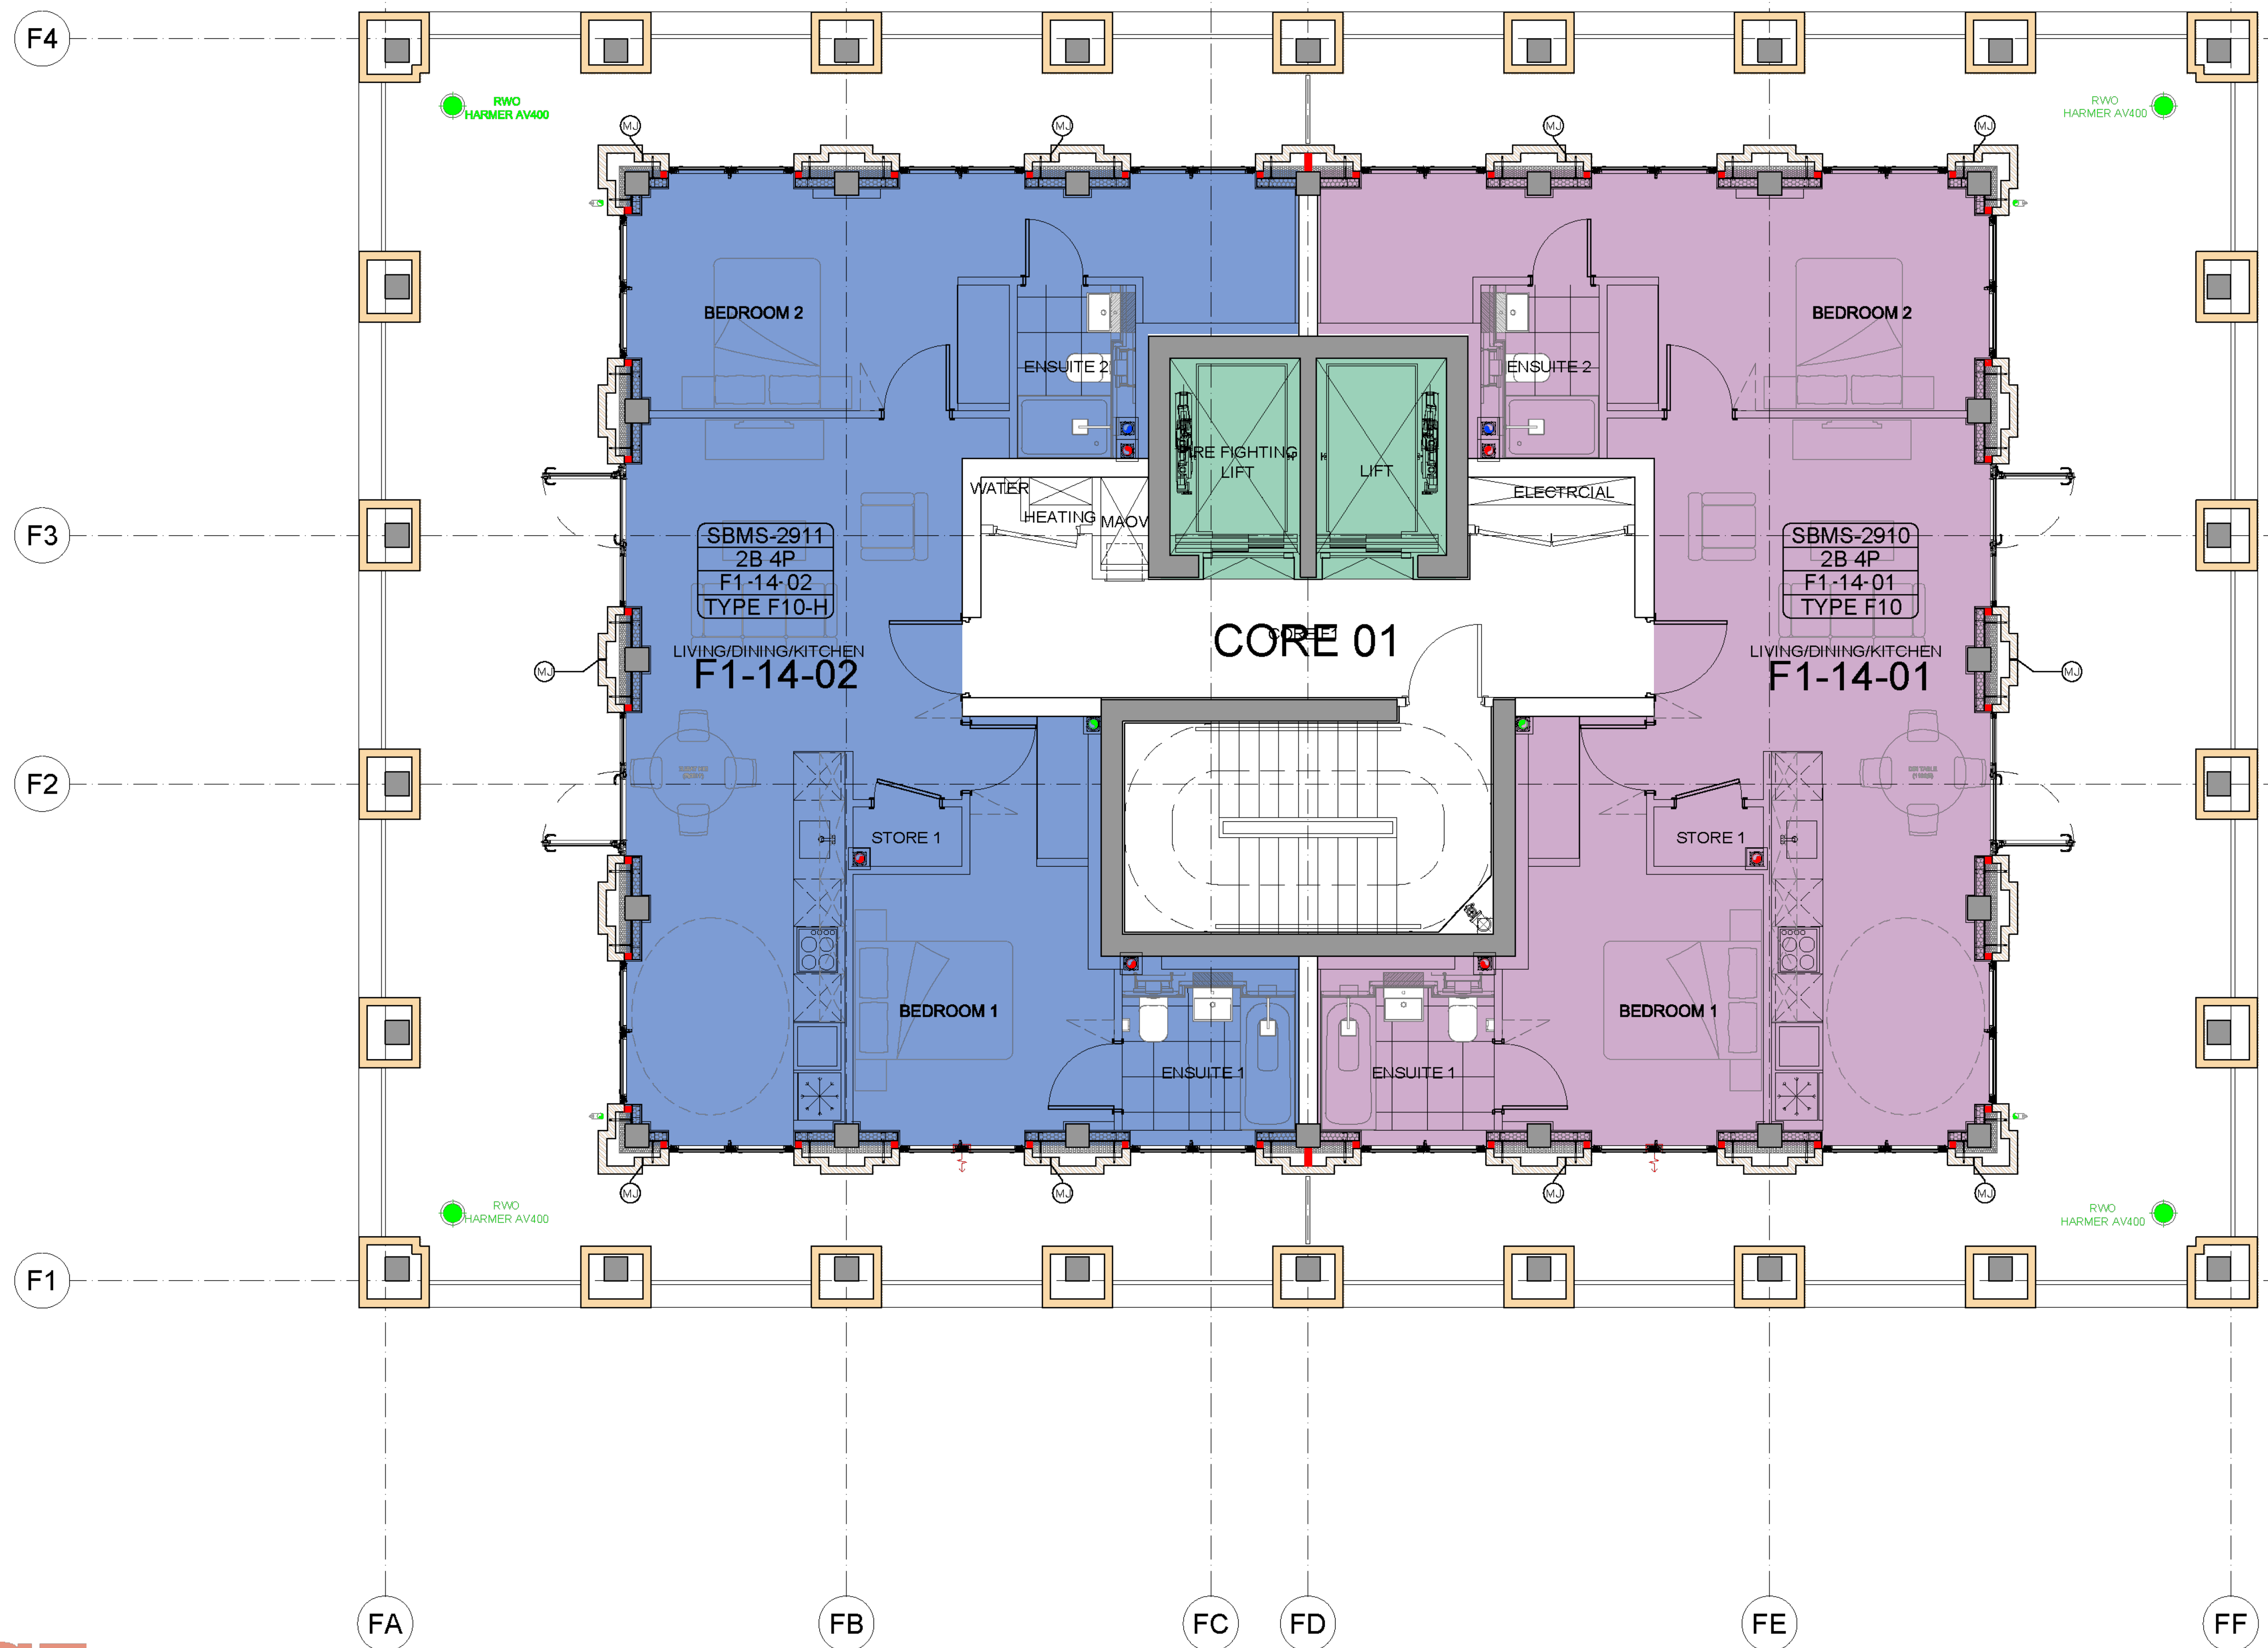 F4
RWO
HARMER AV400
RWO
HARMER AV400
MJ
MJ
MJ
MJ
BEDROOM 2
BEDROOM 2
ENSUITE 2
ENSUITE 2
IRE FIGHTING
LIFT
LIFT
WATER
HEATING
MAOV
ELECTRCIAL
F3
SBMS-2911
2B 4P
F1-14-02
TYPE F10-H
SBMS-2910
2B 4P
F1-14-01
TYPE F10
CORE 01
LIVING/DINING/KITCHEN
F1-14-02
LIVING/DINING/KITCHEN
F1-14-01
MJ
MJ
F2
STORE 1
STORE 1
BEDROOM 1
BEDROOM 1
ENSUITE 1
ENSUITE 1
MJ
MJ
MJ
MJ
RWO
HARMER AV400
RWO
HARMER AV400
F1
FA
FB
FC
FD
FE
FF